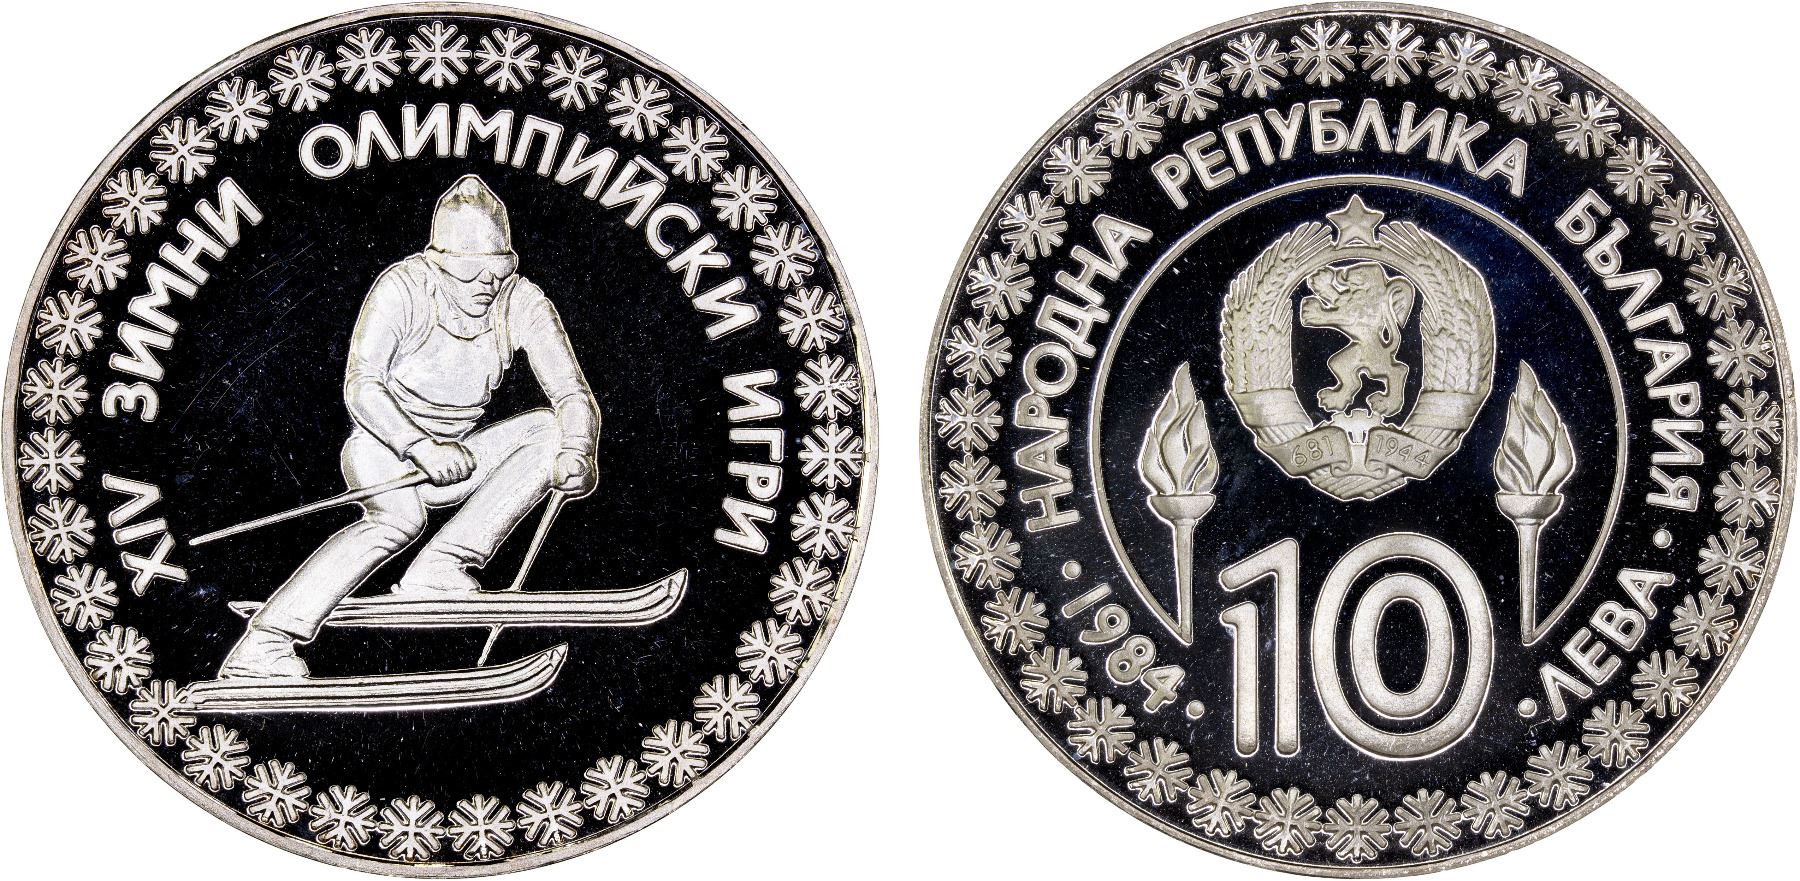 XIV ЗИМНИ ОЛИМПИЙСКИ ИГРИ
НАРОДНА РЕПУБЛИКА БЪЛГАРИЯ
681 1944
10
· 1984 ·
· ЛЕВА ·